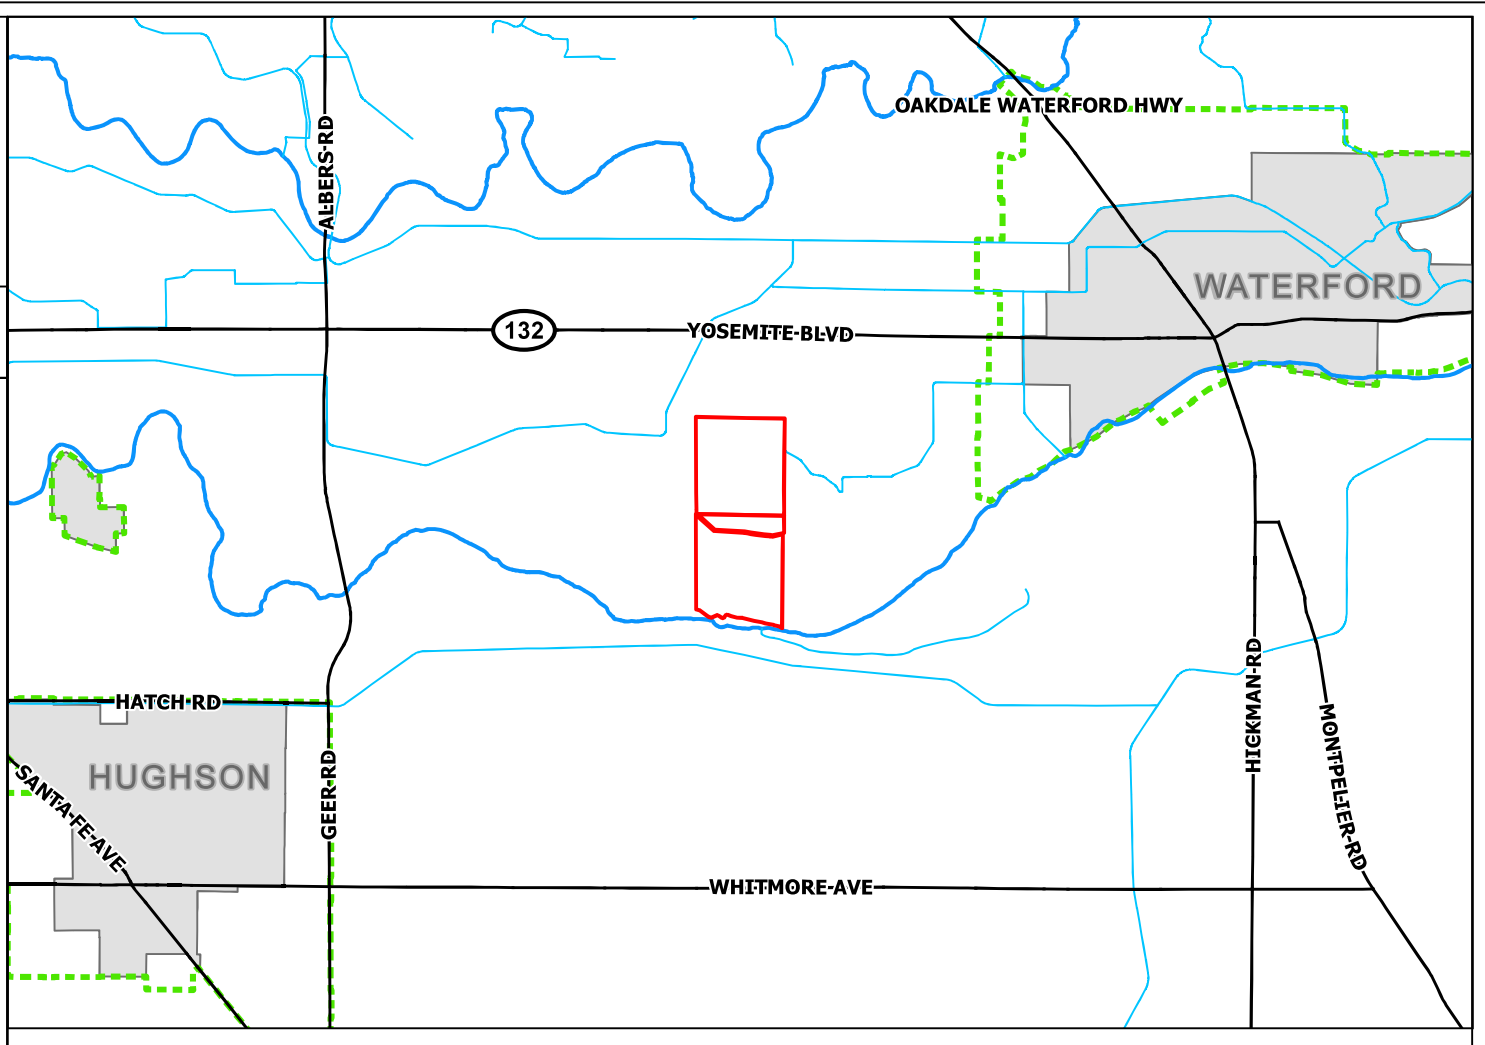 OAKDALE WATERFORD HWY
ALBERS RD
WATERFORD
132
YOSEMITE BLVD
HATCH RD
HICKMAN RD
MONTPELIER RD
HUGHSON
SANTA FE AVE
GEER RD
WHITMORE AVE